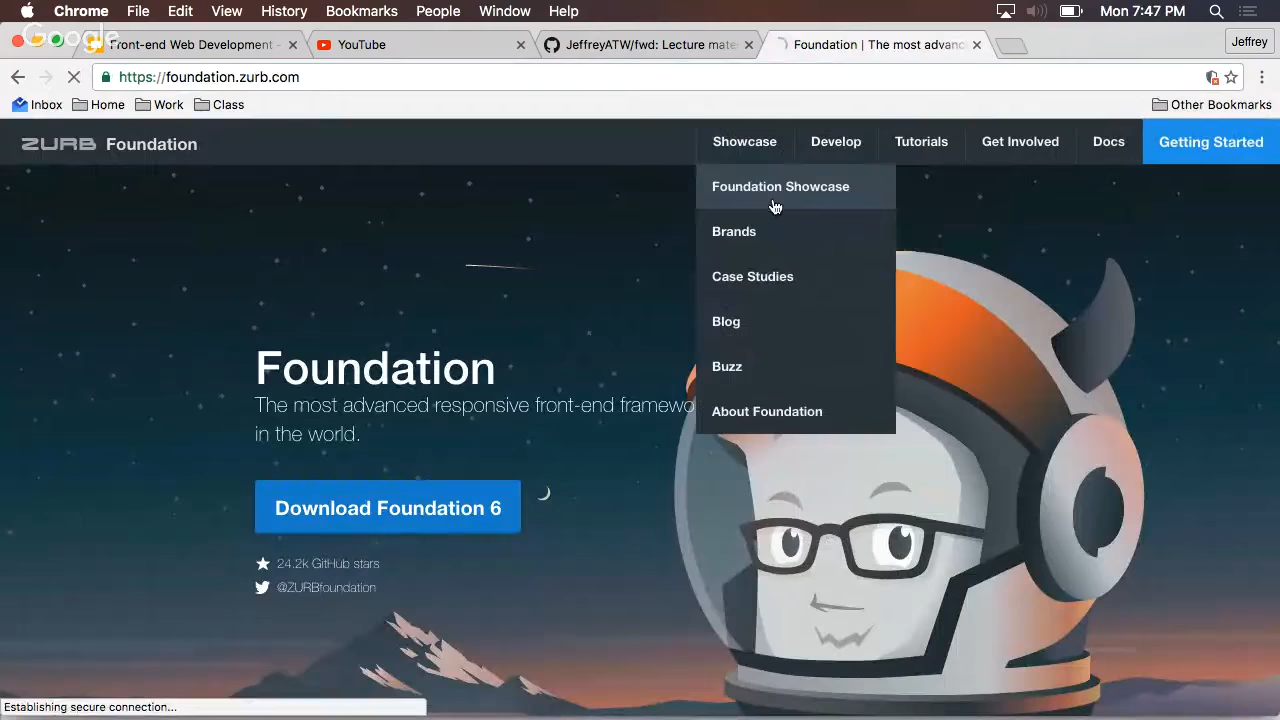 Chrome File Edit View History Bookmarks People Window Help Mon 7:47 PM
Google
Front-end Web Development - YouTube JeffreyATW/fwd: Lecture mate Foundation | The most advanc Jeffrey
https://foundation.zurb.com
Inbox Home Work Class Other Bookmarks
ZURB Foundation Showcase Develop Tutorials Get Involved Docs Getting Started
Foundation Showcase
Brands
Case Studies
Blog
Buzz
About Foundation
Foundation
The most advanced responsive front-end framewo
in the world.
Download Foundation 6
24.2k GitHub stars
@ZURBfoundation
Establishing secure connection...